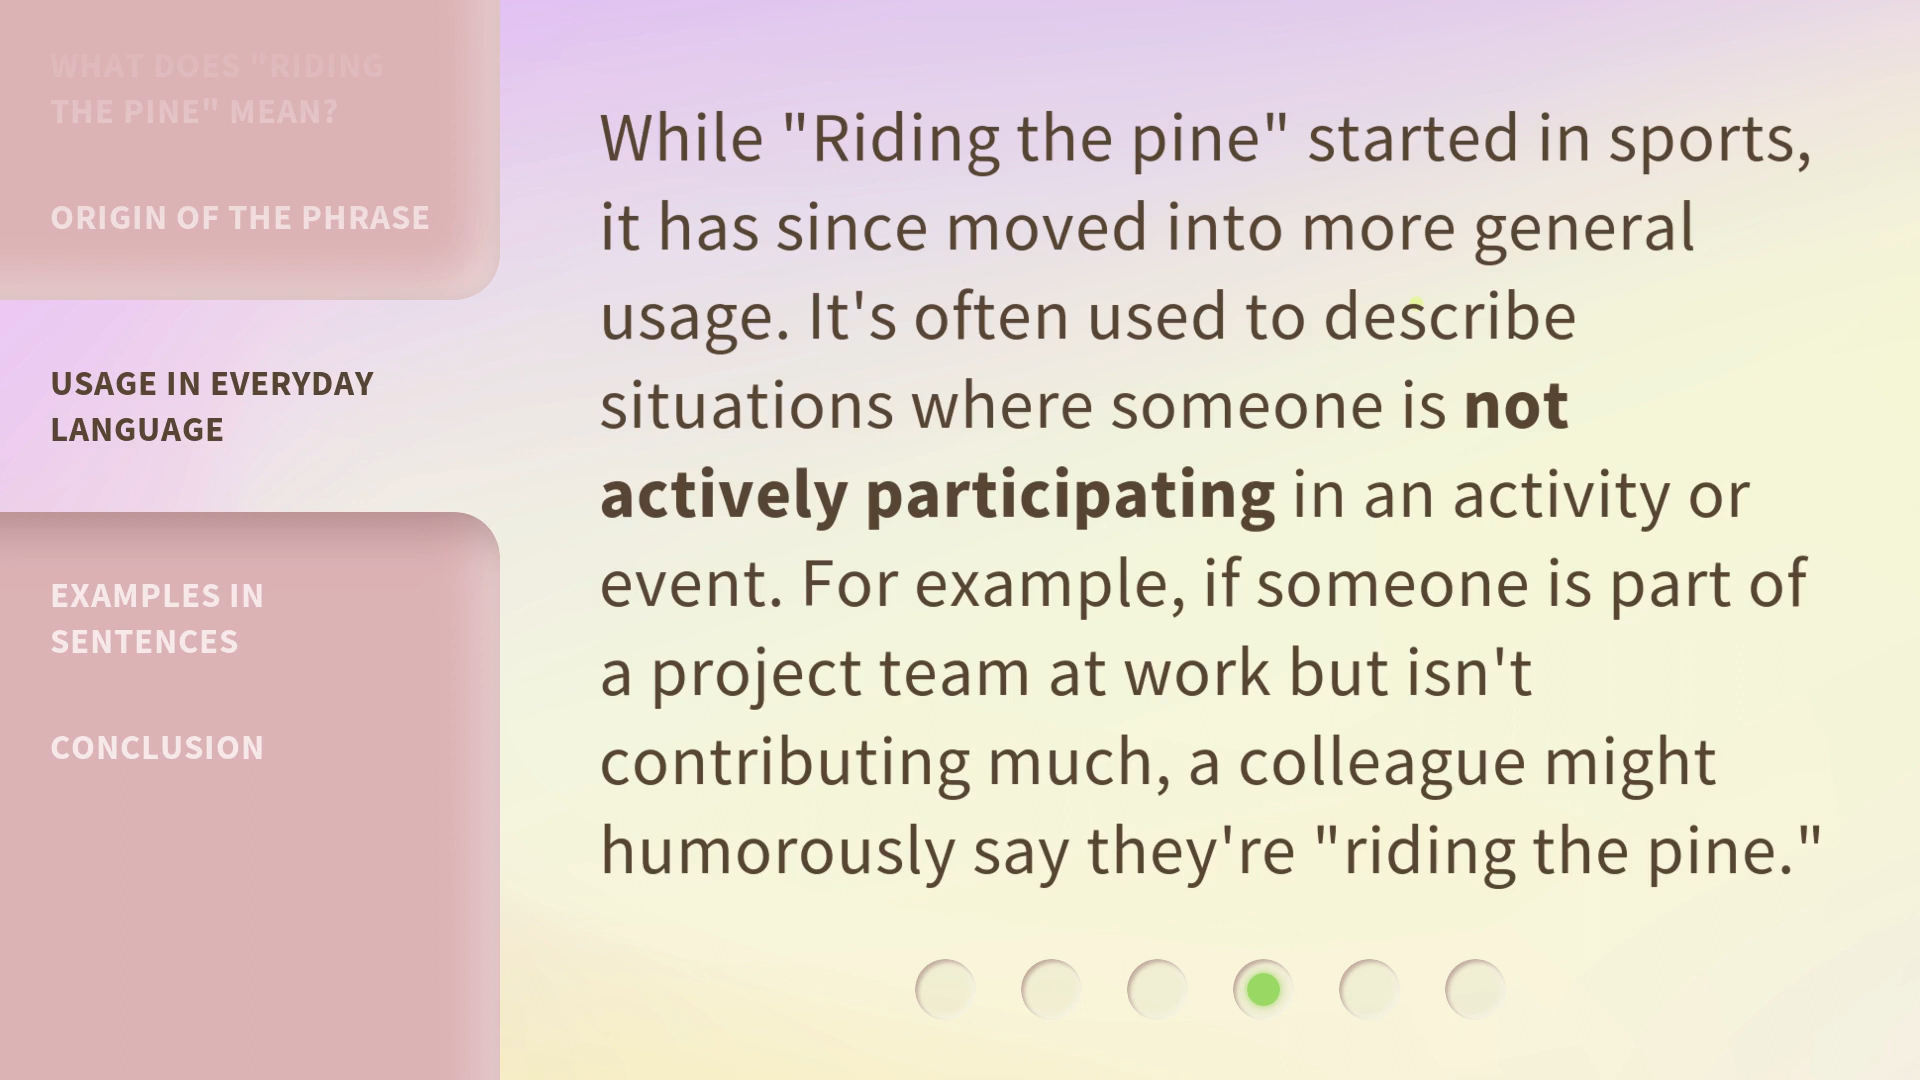 WHAT DOES "RIDING
THE PINE" MEAN?
ORIGIN OF THE PHRASE
USAGE IN EVERYDAY
LANGUAGE
EXAMPLES IN
SENTENCES
CONCLUSION
While "Riding the pine" started in sports,
it has since moved into more general
usage. It's often used to describe
situations where someone is not
actively participating in an activity or
event. For example, if someone is part of
a project team at work but isn't
contributing much, a colleague might
humorously say they're "riding the pine."